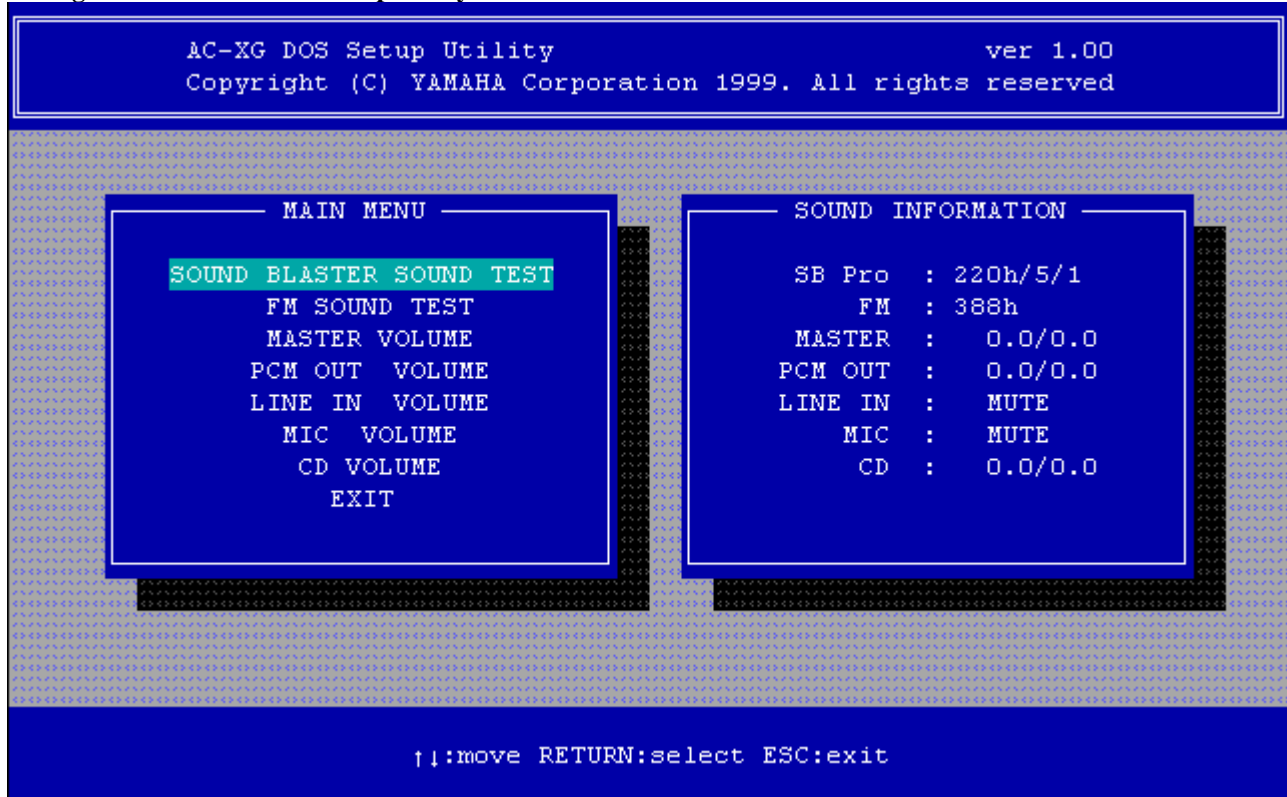 AC-XG DOS Setup Utility ver 1.00
Copyright (C) YAMAHA Corporation 1999. All rights reserved
MAIN MENU
SOUND BLASTER SOUND TEST
FM SOUND TEST
MASTER VOLUME
PCM OUT VOLUME
LINE IN VOLUME
MIC VOLUME
CD VOLUME
EXIT
SOUND INFORMATION
SB Pro : 220h/5/1
FM : 388h
MASTER : 0.0/0.0
PCM OUT : 0.0/0.0
LINE IN : MUTE
MIC : MUTE
CD : 0.0/0.0
↑↓:move RETURN:select ESC:exit